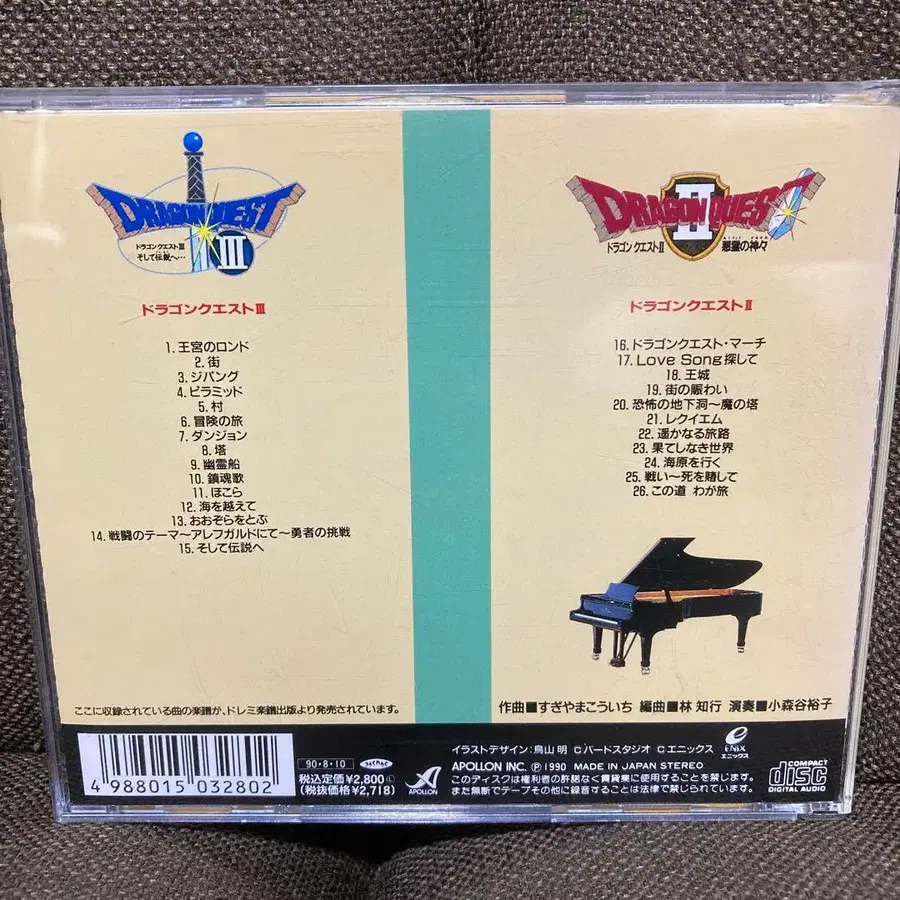 DRAGON QUEST
III
ドラゴンクエストⅢ
そして伝説へ…
ドラゴンクエストⅢ
1. 王宮のロンド
2. 街
3. ジパング
4. ピラミッド
5. 村
6. 冒険の旅
7. ダンジョン
8. 塔
9. 幽霊船
10. 鎮魂歌
11. ほこら
12. 海を越えて
13. おおぞらをとぶ
14. 戦闘のテーマ〜アレフガルドにて〜勇者の挑戦
15. そして伝説へ
ここに収録されている曲の楽譜が、ドレミ楽譜出版より発売されています。
DRAGON QUEST
II
ドラゴンクエストⅡ 悪霊の神々
ドラゴンクエストⅡ
16. ドラゴンクエスト・マーチ
17. Love Song 探して
18. 王城
19. 街の賑わい
20. 恐怖の地下洞〜魔の塔
21. レクイエム
22. 遥かなる旅路
23. 果てしなき世界
24. 海原を行く
25. 戦い〜死を賭して
26. この道 わが旅
作曲■すぎやまこういち 編曲■林 知行 演奏■小森谷裕子
4 988015 032802
90・8・10
税込定価¥2,800Ⓛ
(税抜価格¥2,718)
APOLLON
イラストデザイン：鳥山 明 Cバードスタジオ Cエニックス
APOLLON INC. Ⓟ 1990 MADE IN JAPAN STEREO
このディスクは権利者の許諾なく賃貸業に使用することを禁じます。
また無断でテープその他に録音することは法律で禁じられています。
ENIX
エニックス
COMPACT
disc
DIGITAL AUDIO